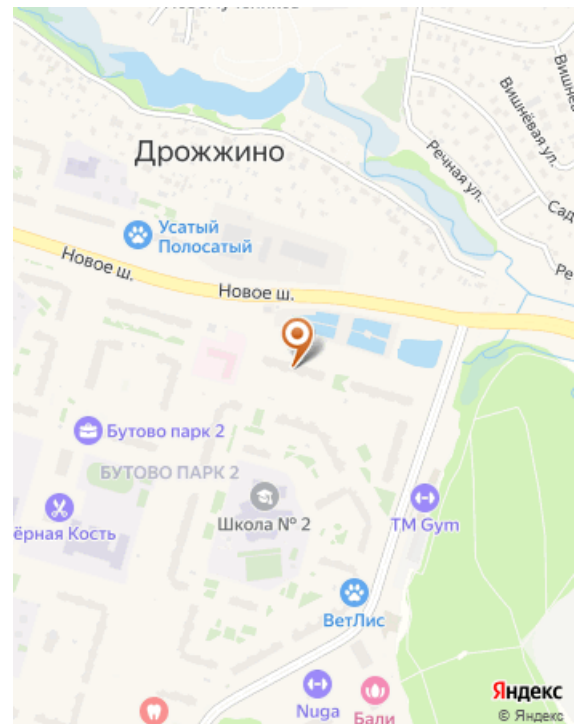 Дрожжино
Вишнёвая ул.
Речная ул.
Усатый
Полосатый
Новое ш.
Новое ш.
Бутово парк 2
БУТОВО ПАРК 2
Школа № 2
ёрная Кость
TM Gym
ВетЛис
Nuga
Бали
Яндекс
© Яндекс